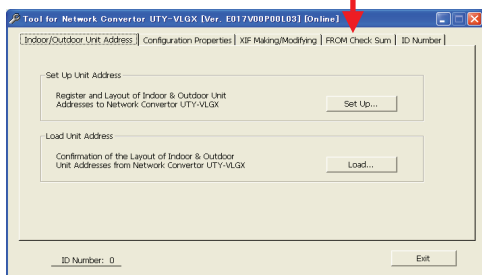 Tool for Network Convertor UTY-VLGX [Ver. E017V00P00L03] [Online]
Indoor/Outdoor Unit Address | Configuration Properties | XIF Making/Modifying | FROM Check Sum | ID Number
Set Up Unit Address
Register and Layout of Indoor & Outdoor Unit
Addresses to Network Convertor UTY-VLGX
Set Up...
Load Unit Address
Confirmation of the Layout of Indoor & Outdoor
Unit Addresses from Network Convertor UTY-VLGX
Load...
ID Number: 0
Exit